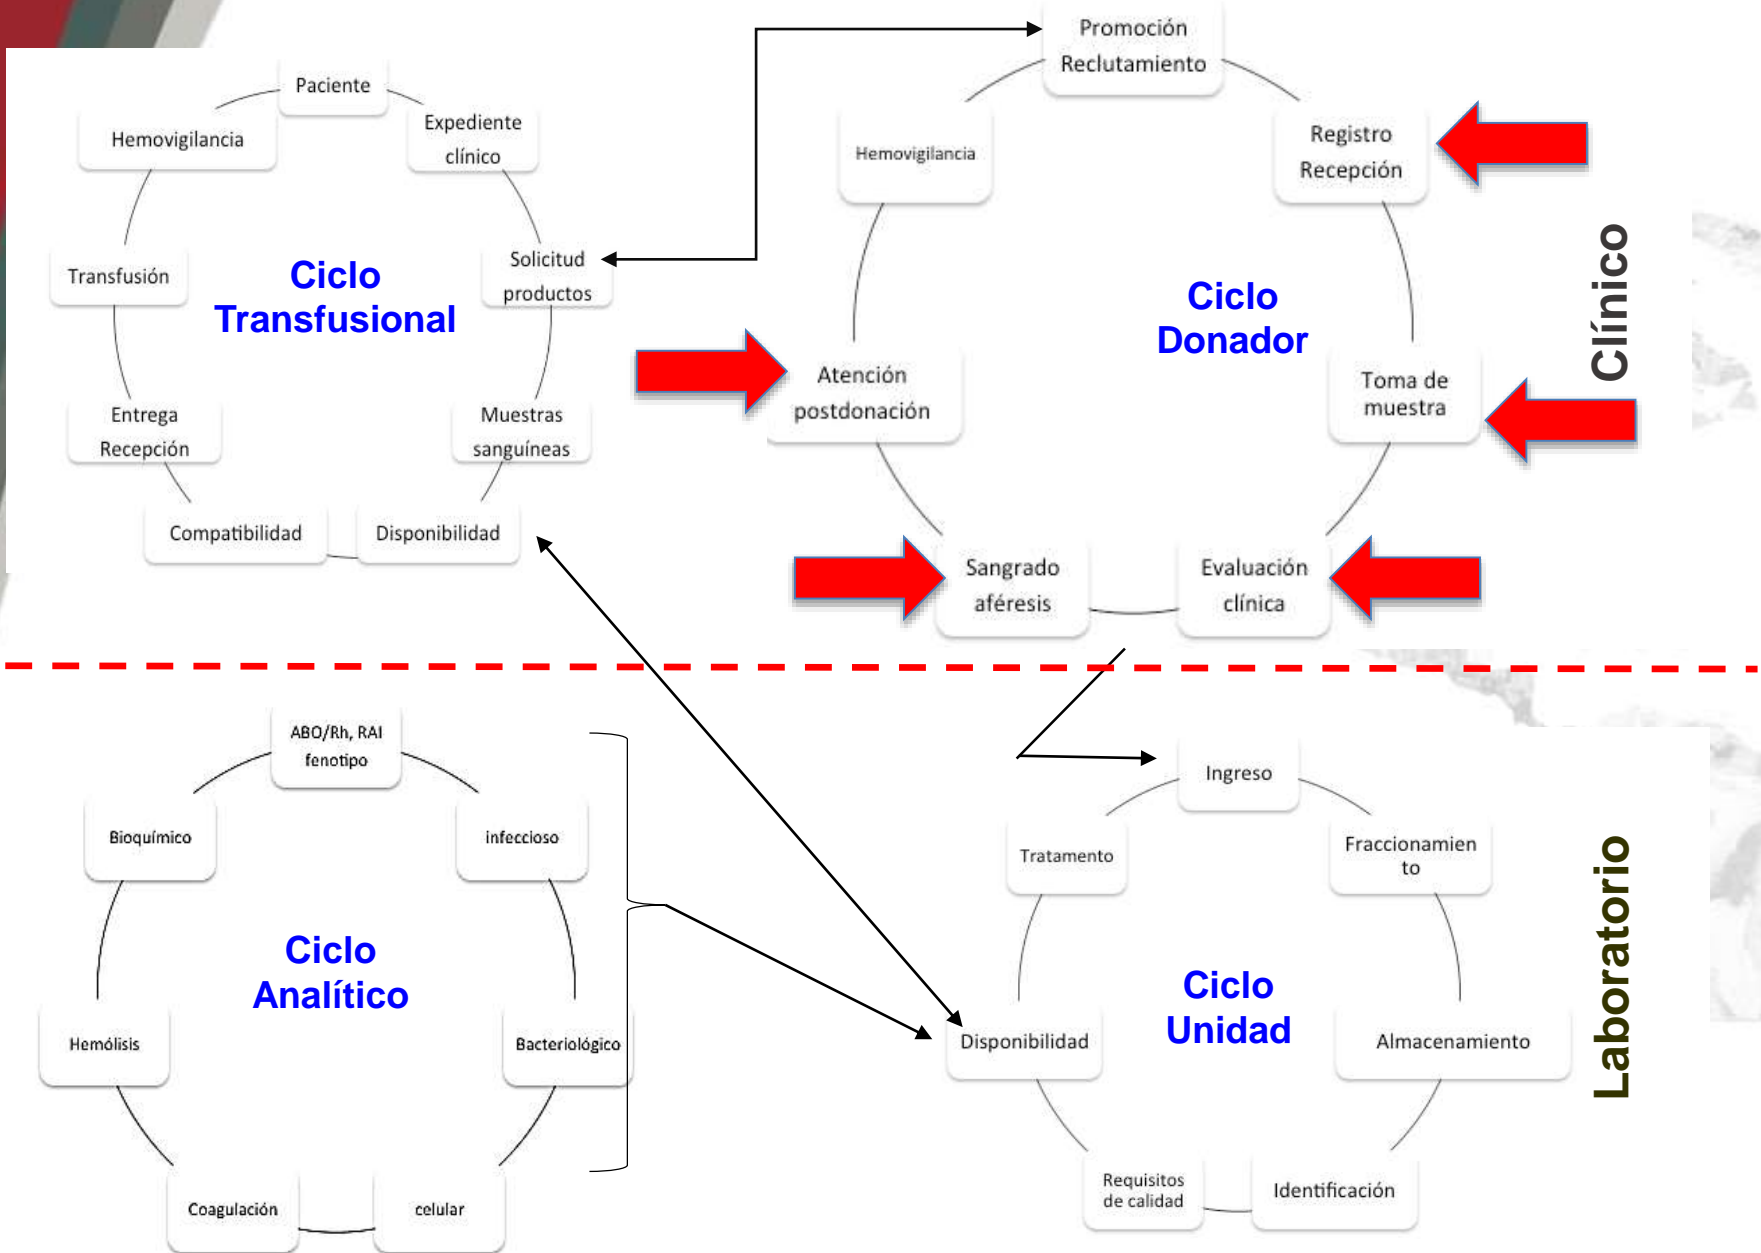 Paciente
Expediente
clínico
Solicitud
productos
Muestras
sanguíneas
Disponibilidad
Compatibilidad
Entrega
Recepción
Transfusión
Hemovigilancia
Ciclo
Transfusional
Promoción
Reclutamiento
Registro
Recepción
Toma de
muestra
Evaluación
clínica
Sangrado
aféresis
Atención
postdonación
Hemovigilancia
Ciclo
Donador
Clínico
ABO/Rh, RAI
fenotipo
infeccioso
Bacteriológico
celular
Coagulación
Hemólisis
Bioquímico
Ciclo
Analítico
Ingreso
Fraccionamien
to
Almacenamiento
Identificación
Requisitos
de calidad
Disponibilidad
Tratamento
Ciclo
Unidad
Laboratorio